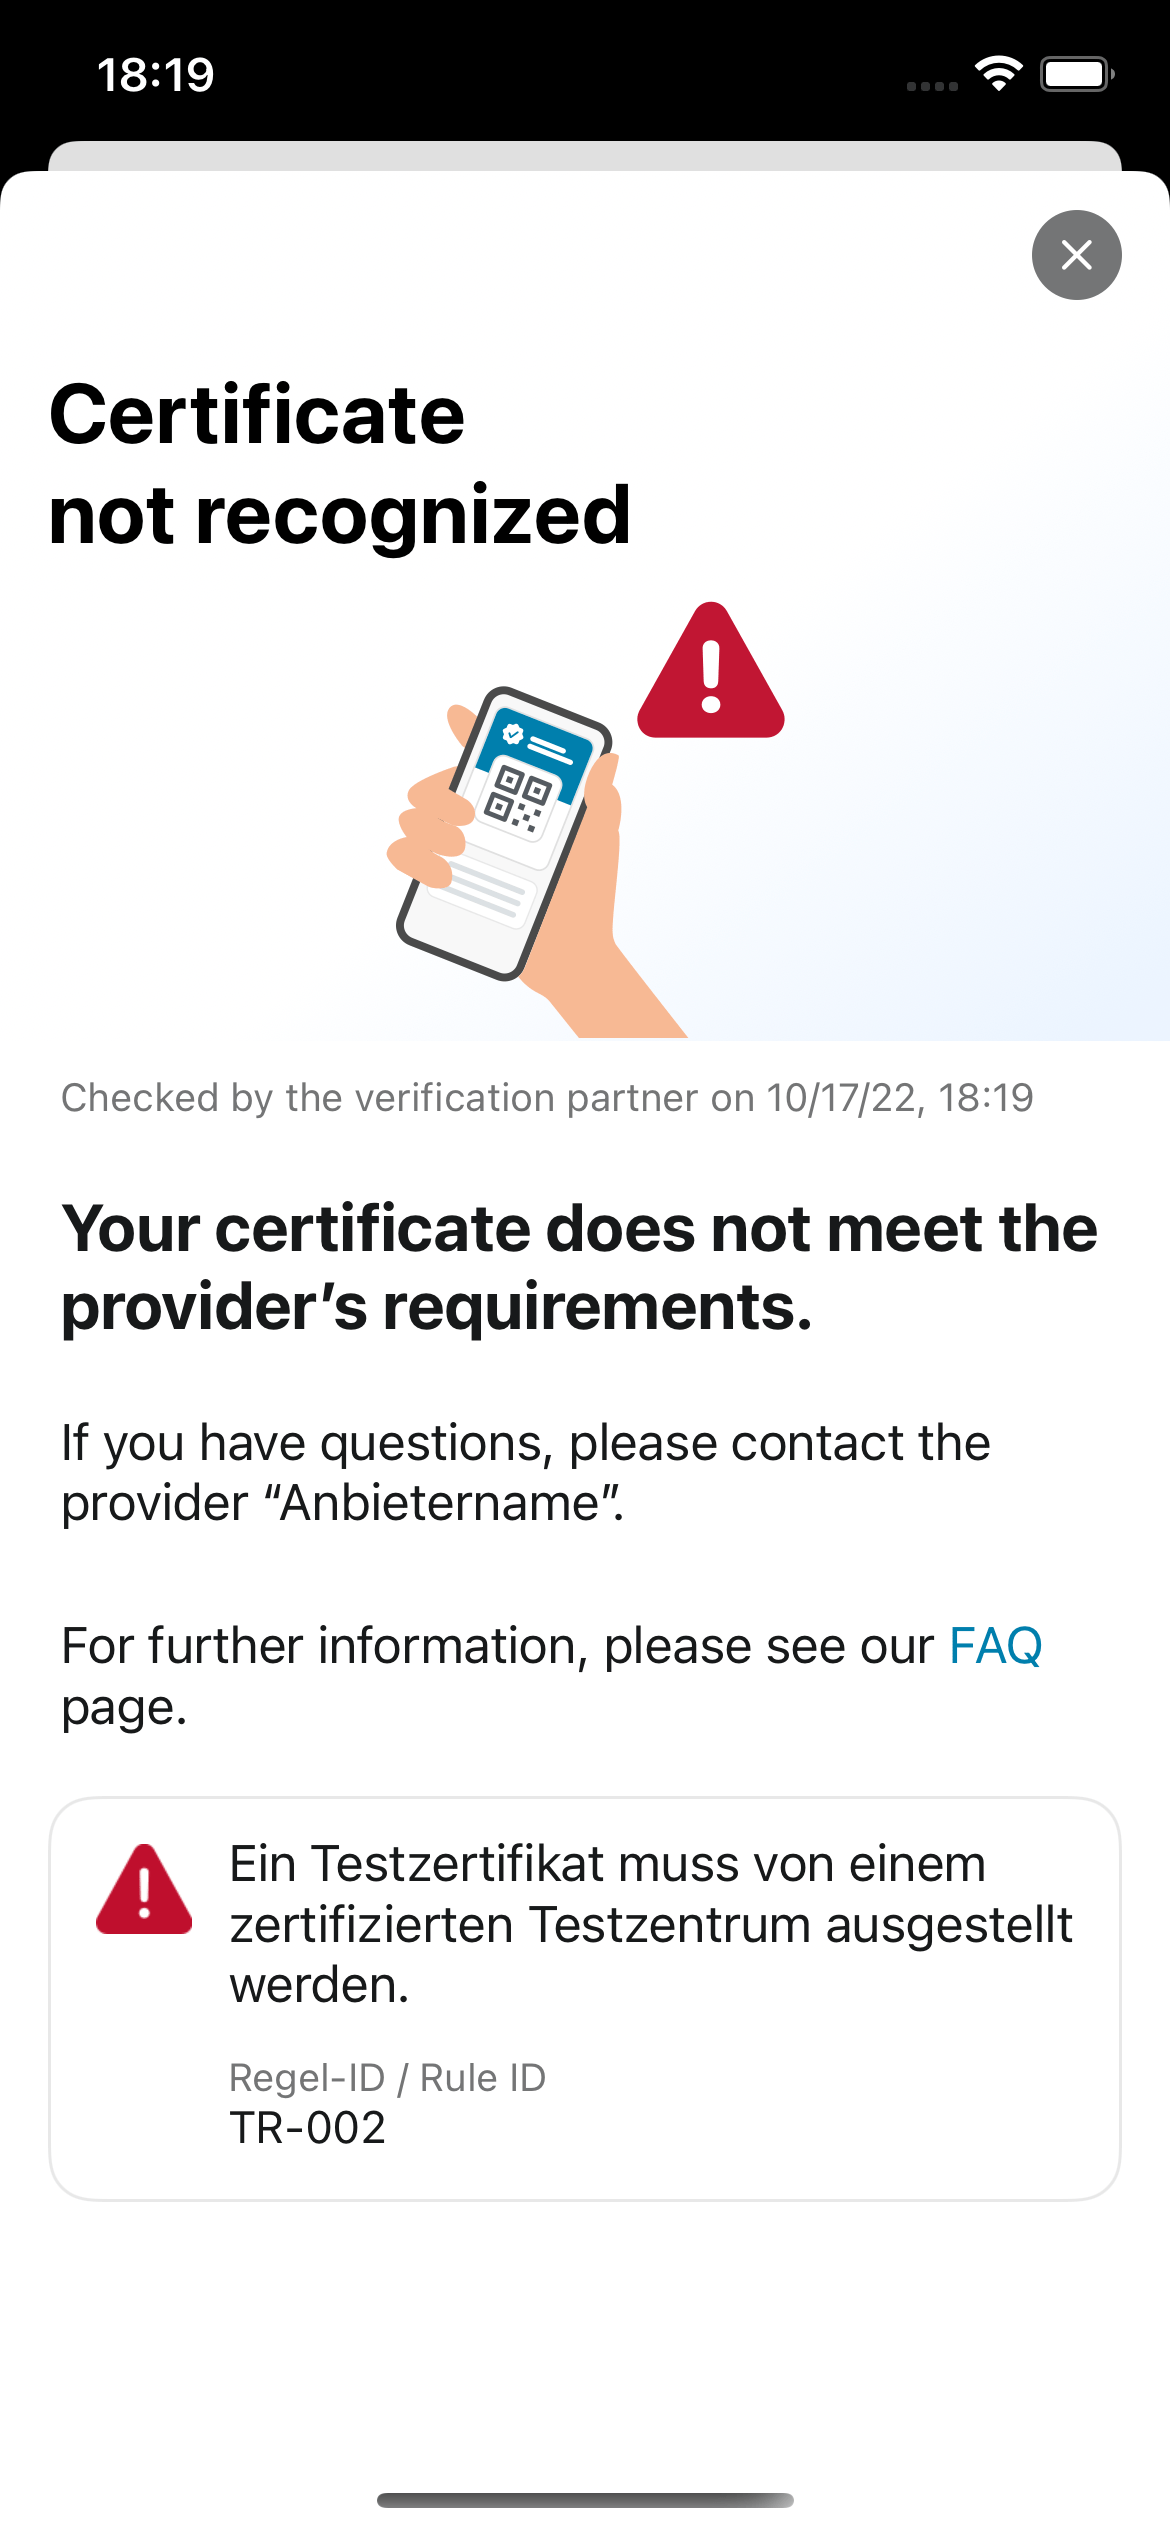 18:19
Certificate
not recognized
Checked by the verification partner on 10/17/22, 18:19
Your certificate does not meet the
provider’s requirements.
If you have questions, please contact the
provider “Anbietername”.
For further information, please see our FAQ
page.
Ein Testzertifikat muss von einem
zertifizierten Testzentrum ausgestellt
werden.
Regel-ID / Rule ID
TR-002